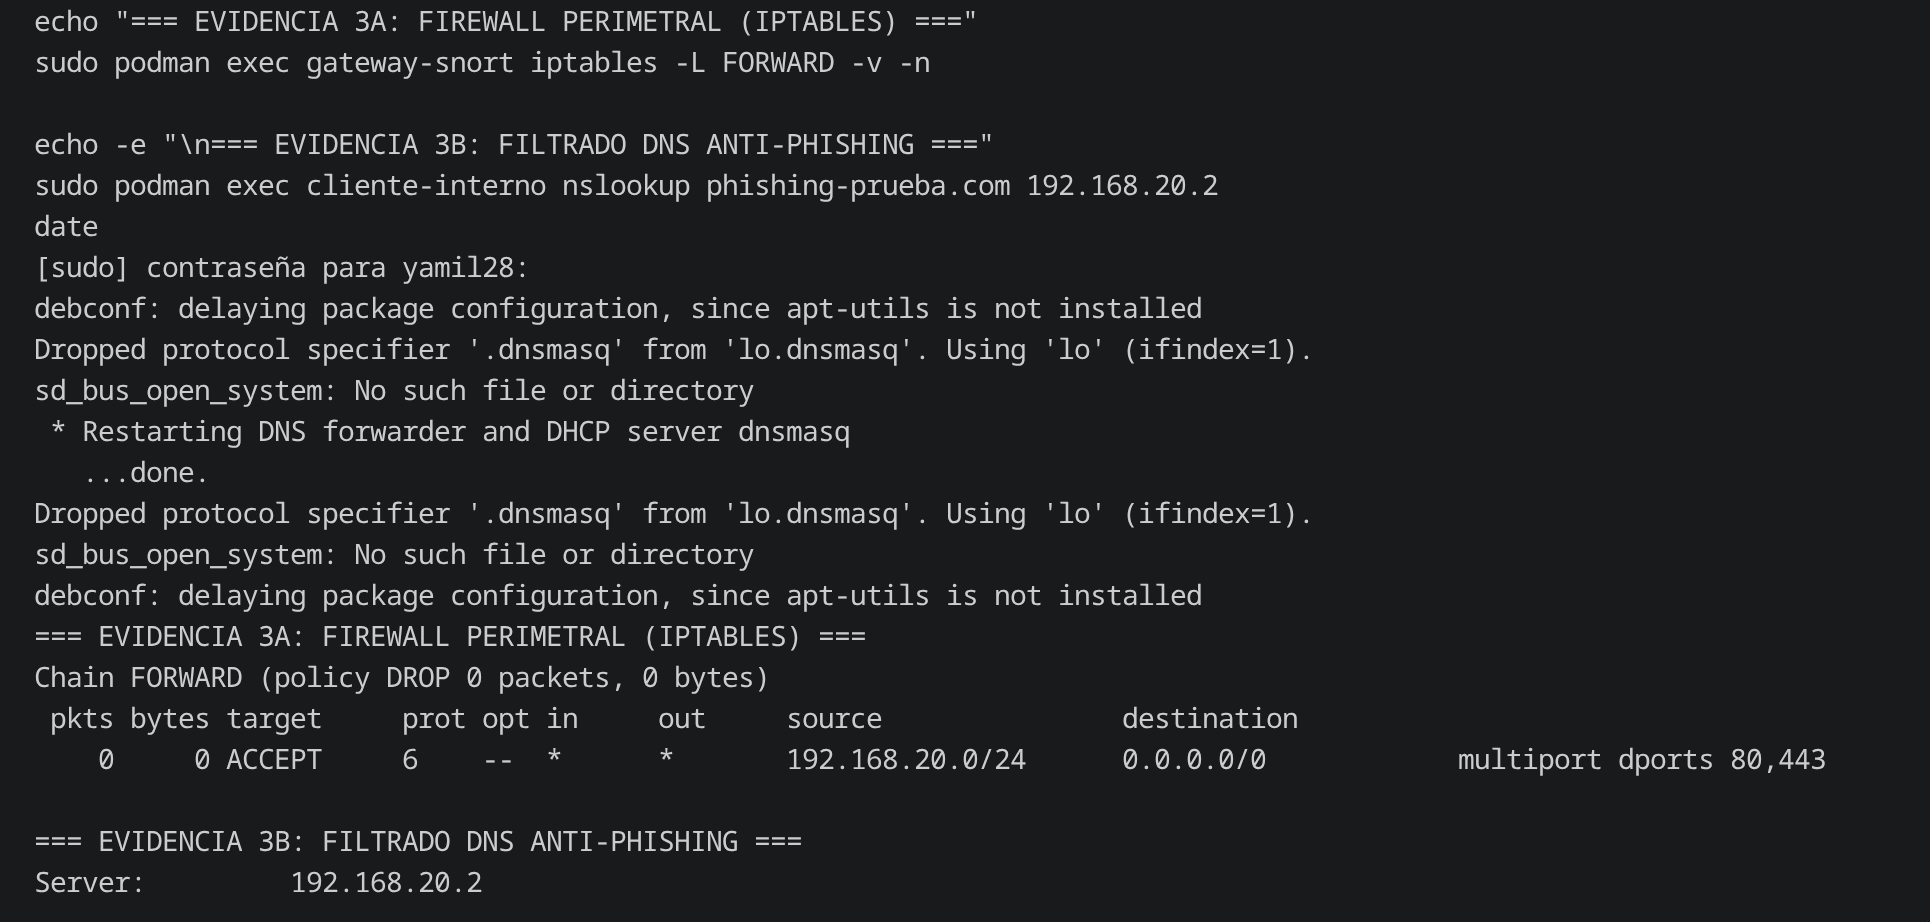 echo "=== EVIDENCIA 3A: FIREWALL PERIMETRAL (IPTABLES) ==="
sudo podman exec gateway-snort iptables -L FORWARD -v -n

echo -e "\n=== EVIDENCIA 3B: FILTRADO DNS ANTI-PHISHING ==="
sudo podman exec cliente-interno nslookup phishing-prueba.com 192.168.20.2
date
[sudo] contraseña para yamil28:
debconf: delaying package configuration, since apt-utils is not installed
Dropped protocol specifier '.dnsmasq' from 'lo.dnsmasq'. Using 'lo' (ifindex=1).
sd_bus_open_system: No such file or directory
 * Restarting DNS forwarder and DHCP server dnsmasq
   ...done.
Dropped protocol specifier '.dnsmasq' from 'lo.dnsmasq'. Using 'lo' (ifindex=1).
sd_bus_open_system: No such file or directory
debconf: delaying package configuration, since apt-utils is not installed
=== EVIDENCIA 3A: FIREWALL PERIMETRAL (IPTABLES) ===
Chain FORWARD (policy DROP 0 packets, 0 bytes)
 pkts bytes target     prot opt in     out     source               destination
    0     0 ACCEPT     6    --  *      *       192.168.20.0/24      0.0.0.0/0            multiport dports 80,443

=== EVIDENCIA 3B: FILTRADO DNS ANTI-PHISHING ===
Server:         192.168.20.2